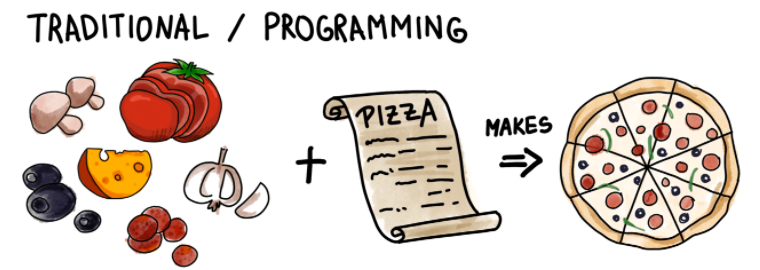 TRADITIONAL / PROGRAMMING
PIZZA
MAKES